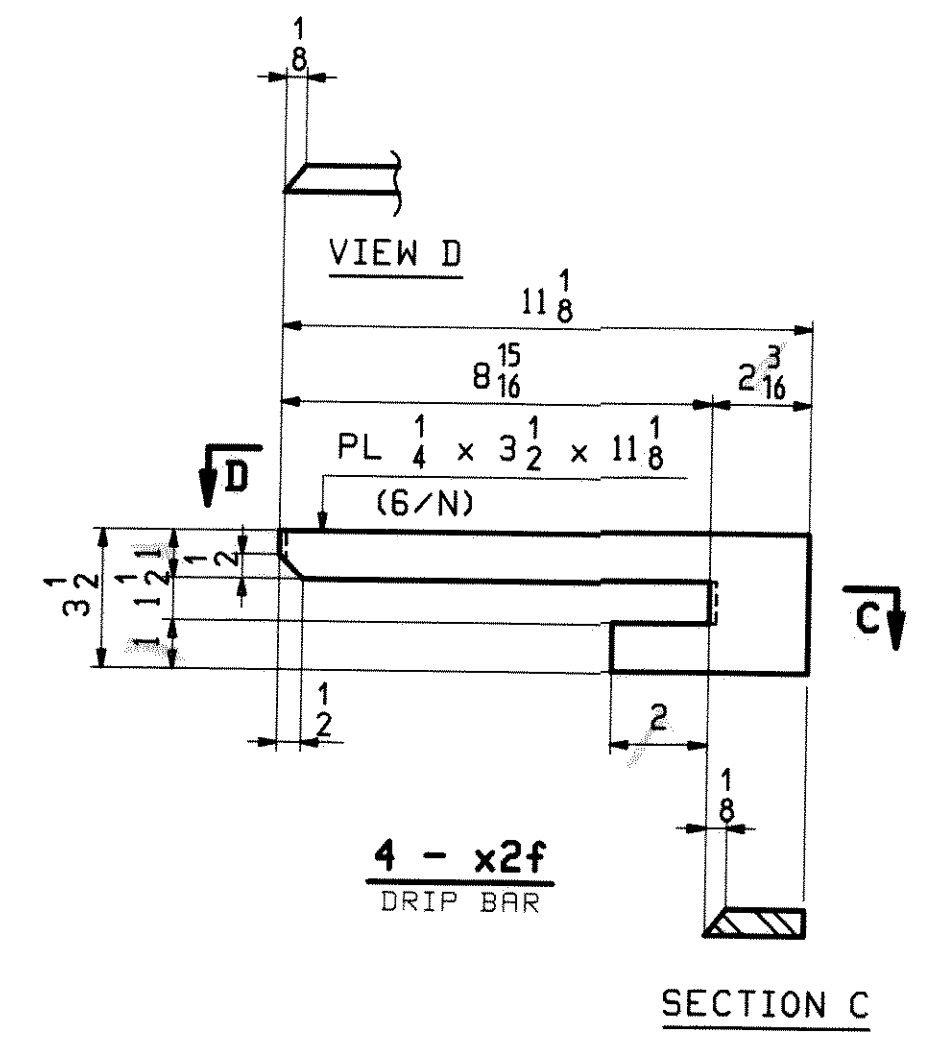 1/8
VIEW D
11 1/8
8 15/16
2 3/16
PL 1/4 x 3 1/2 x 11 1/8
(6/N)
D
3 1/2
1
1 1/2
1
1/2
C
1/2
2
1/8
4 - x2f
DRIP BAR
SECTION C